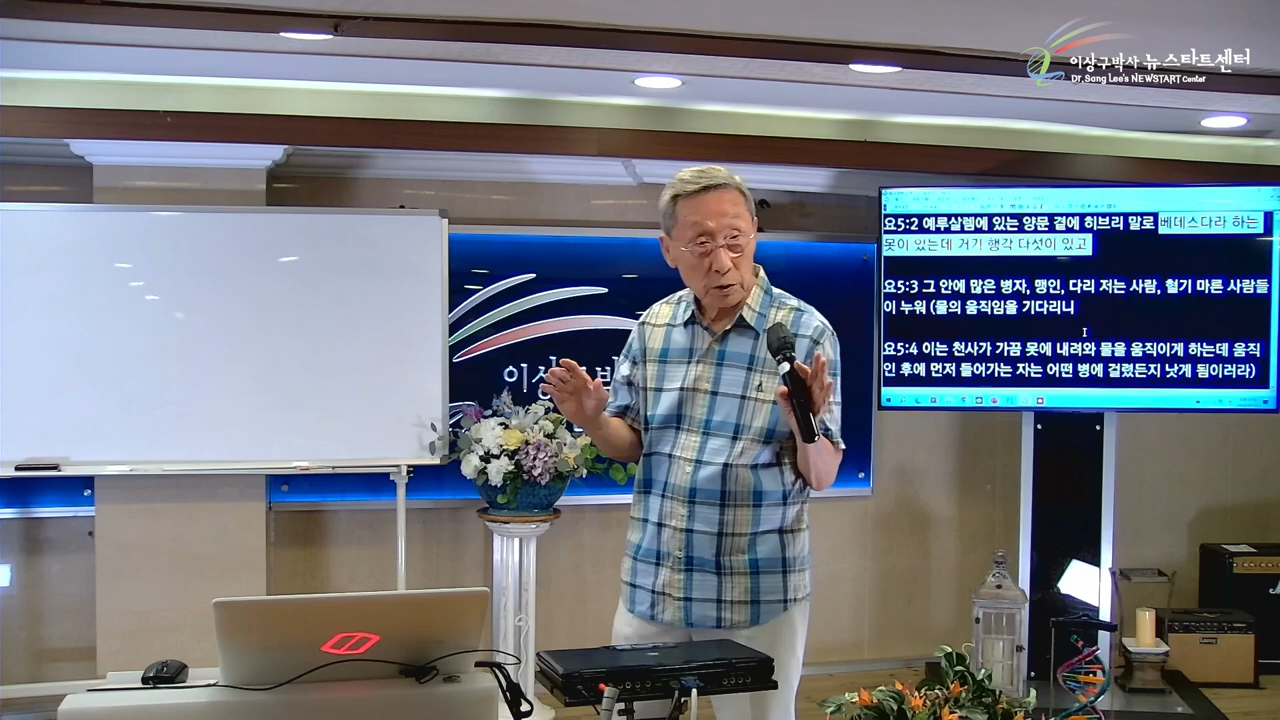 이상구박사 뉴스타트센터
Dr. Sang Lee's NEWSTART Center
요5:2 예루살렘에 있는 양문 곁에 히브리 말로 베데스다라 하는
못이 있는데 거기 행각 다섯이 있고
요5:3 그 안에 많은 병자, 맹인, 다리 저는 사람, 혈기 마른 사람들
이 누워 (물의 움직임을 기다리니
요5:4 이는 천사가 가끔 못에 내려와 물을 움직이게 하는데 움직
인 후에 먼저 들어가는 자는 어떤 병에 걸렸든지 낫게 됨이러라)
이상구박